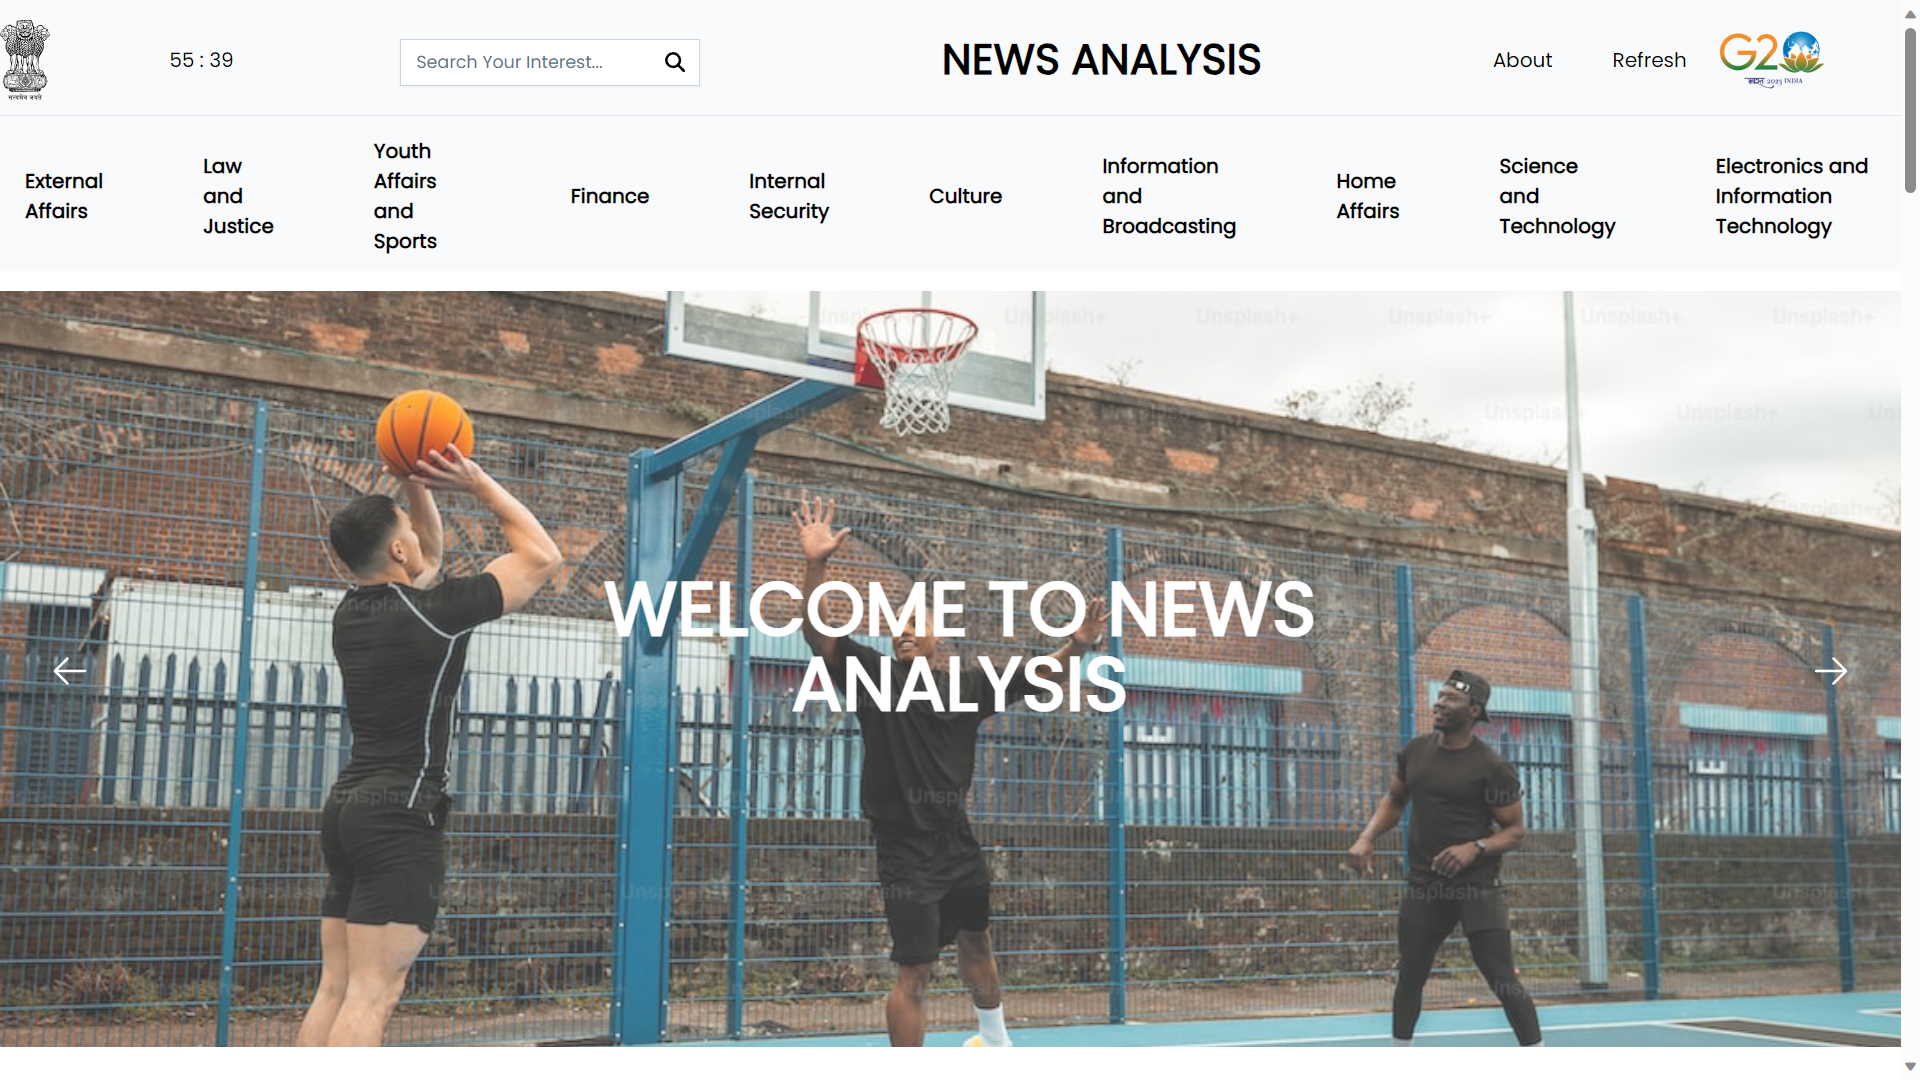 सत्यमेव जयते
55 : 39
Search Your Interest...
NEWS ANALYSIS
About
Refresh
G20
भारत 2023 INDIA
External
Affairs
Law
and
Justice
Youth
Affairs
and
Sports
Finance
Internal
Security
Culture
Information
and
Broadcasting
Home
Affairs
Science
and
Technology
Electronics and
Information
Technology
Unsplash+
Unsplash+
Unsplash+
Unsplash+
Unsplash+
WELCOME TO NEWS
ANALYSIS